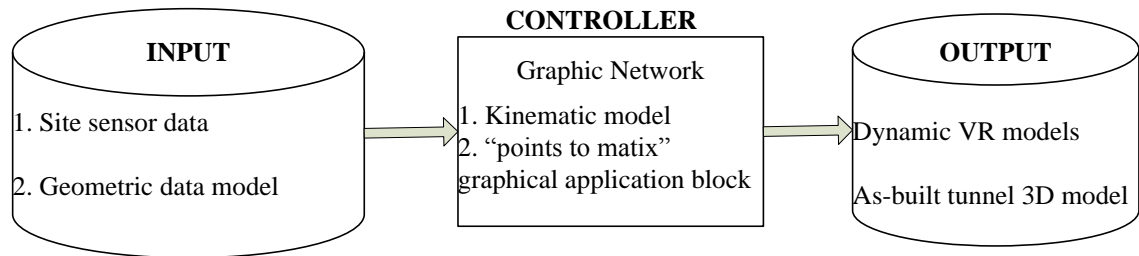 INPUT
1. Site sensor data
2. Geometric data model
CONTROLLER
Graphic Network
1. Kinematic model
2. “points to matix”
graphical application block
OUTPUT
Dynamic VR models
As-built tunnel 3D model